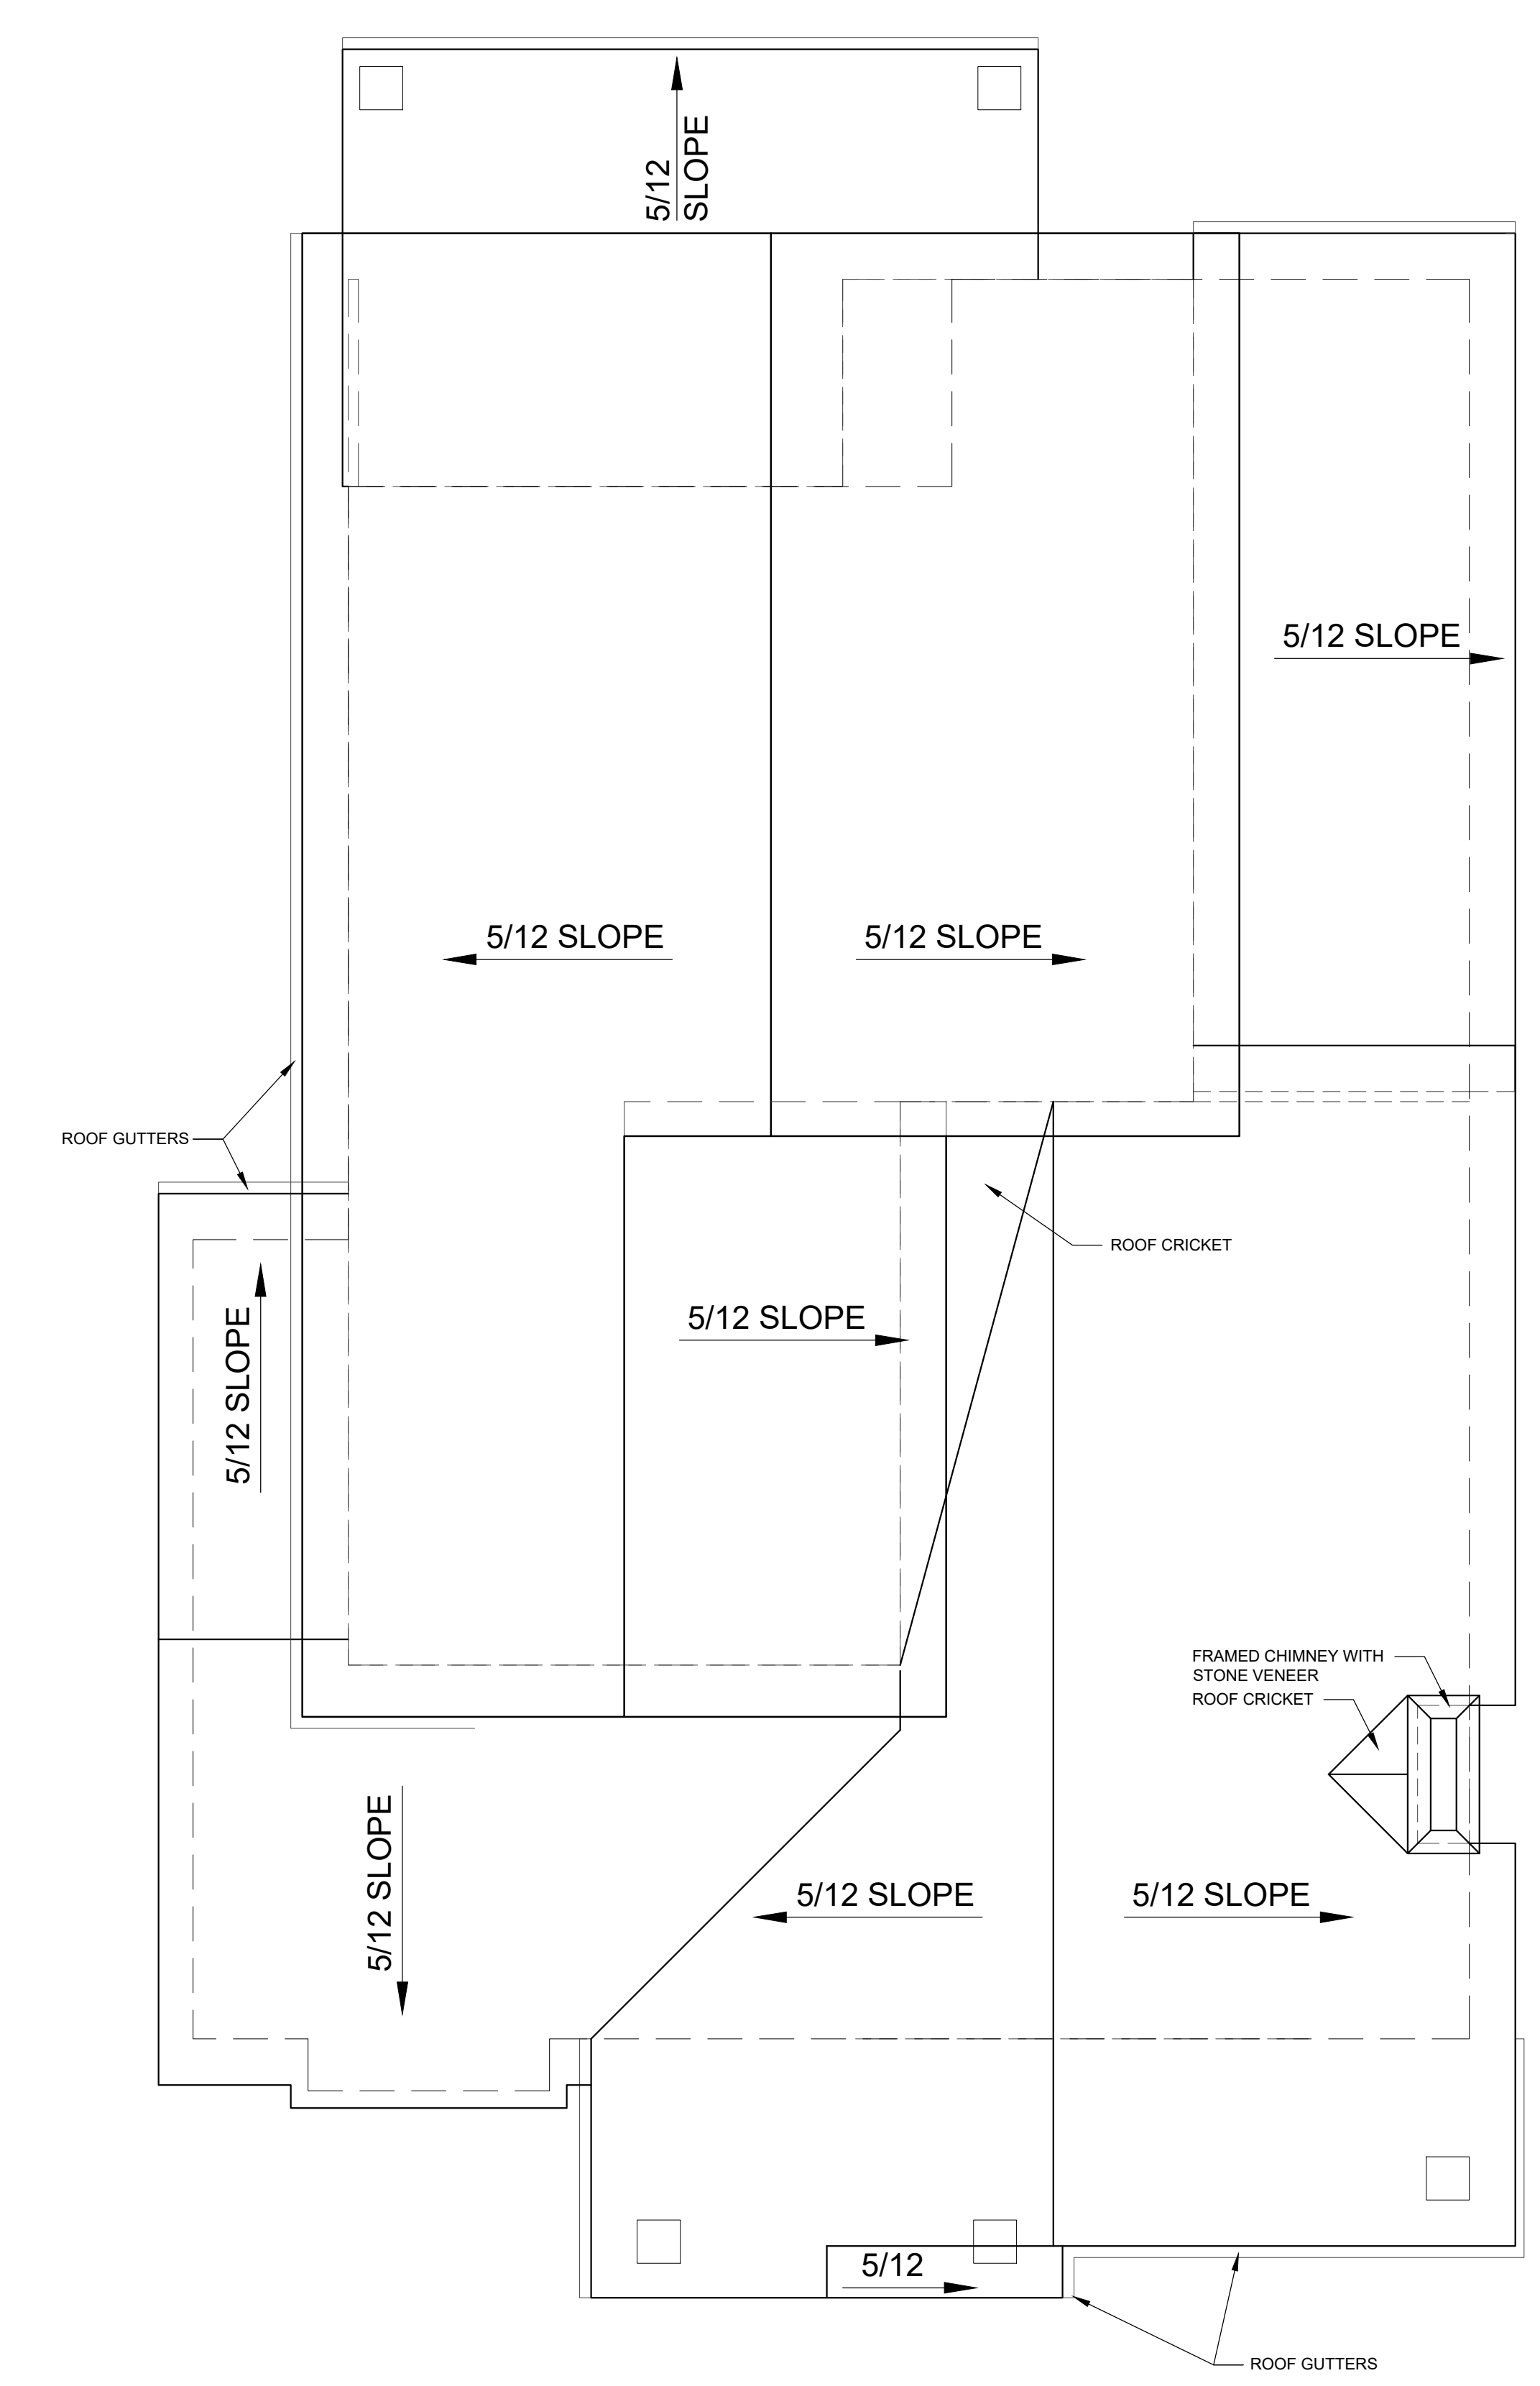 5/12
SLOPE
5/12 SLOPE
5/12 SLOPE
5/12 SLOPE
ROOF GUTTERS
ROOF CRICKET
5/12 SLOPE
5/12 SLOPE
FRAMED CHIMNEY WITH
STONE VENEER
ROOF CRICKET
5/12 SLOPE
5/12 SLOPE
5/12 SLOPE
5/12
ROOF GUTTERS